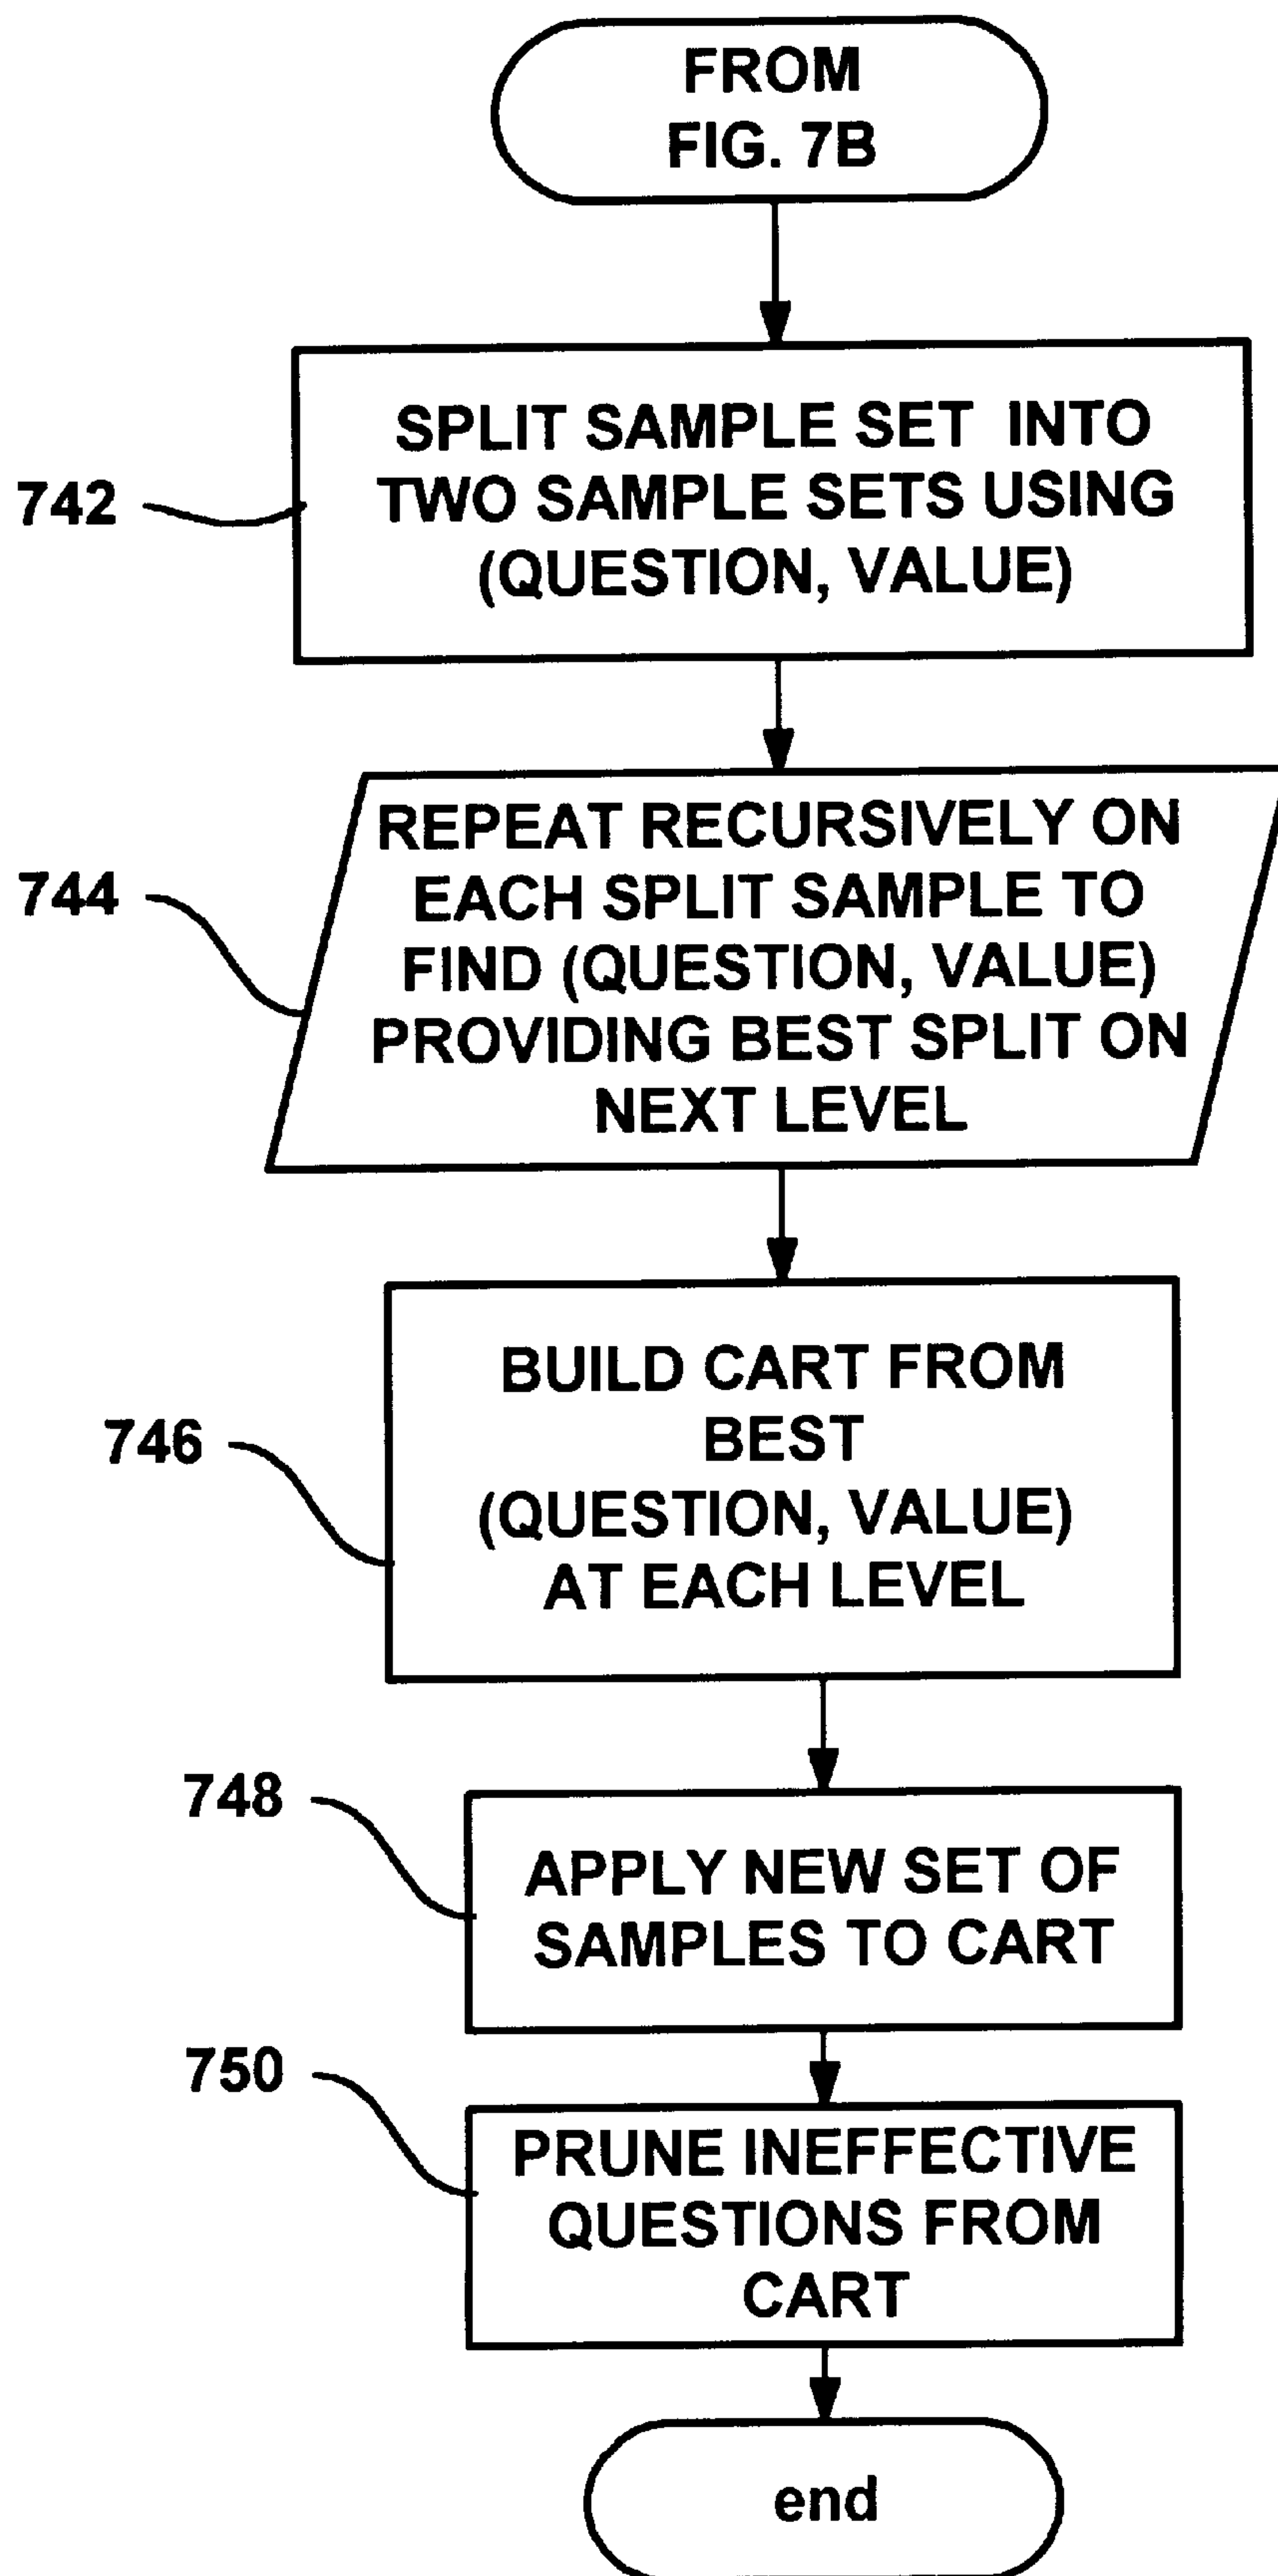 FROM
FIG. 7B
742
SPLIT SAMPLE SET INTO
TWO SAMPLE SETS USING
(QUESTION, VALUE)
744
REPEAT RECURSIVELY ON
EACH SPLIT SAMPLE TO
FIND (QUESTION, VALUE)
PROVIDING BEST SPLIT ON
NEXT LEVEL
746
BUILD CART FROM
BEST
(QUESTION, VALUE)
AT EACH LEVEL
748
APPLY NEW SET OF
SAMPLES TO CART
750
PRUNE INEFFECTIVE
QUESTIONS FROM
CART
end